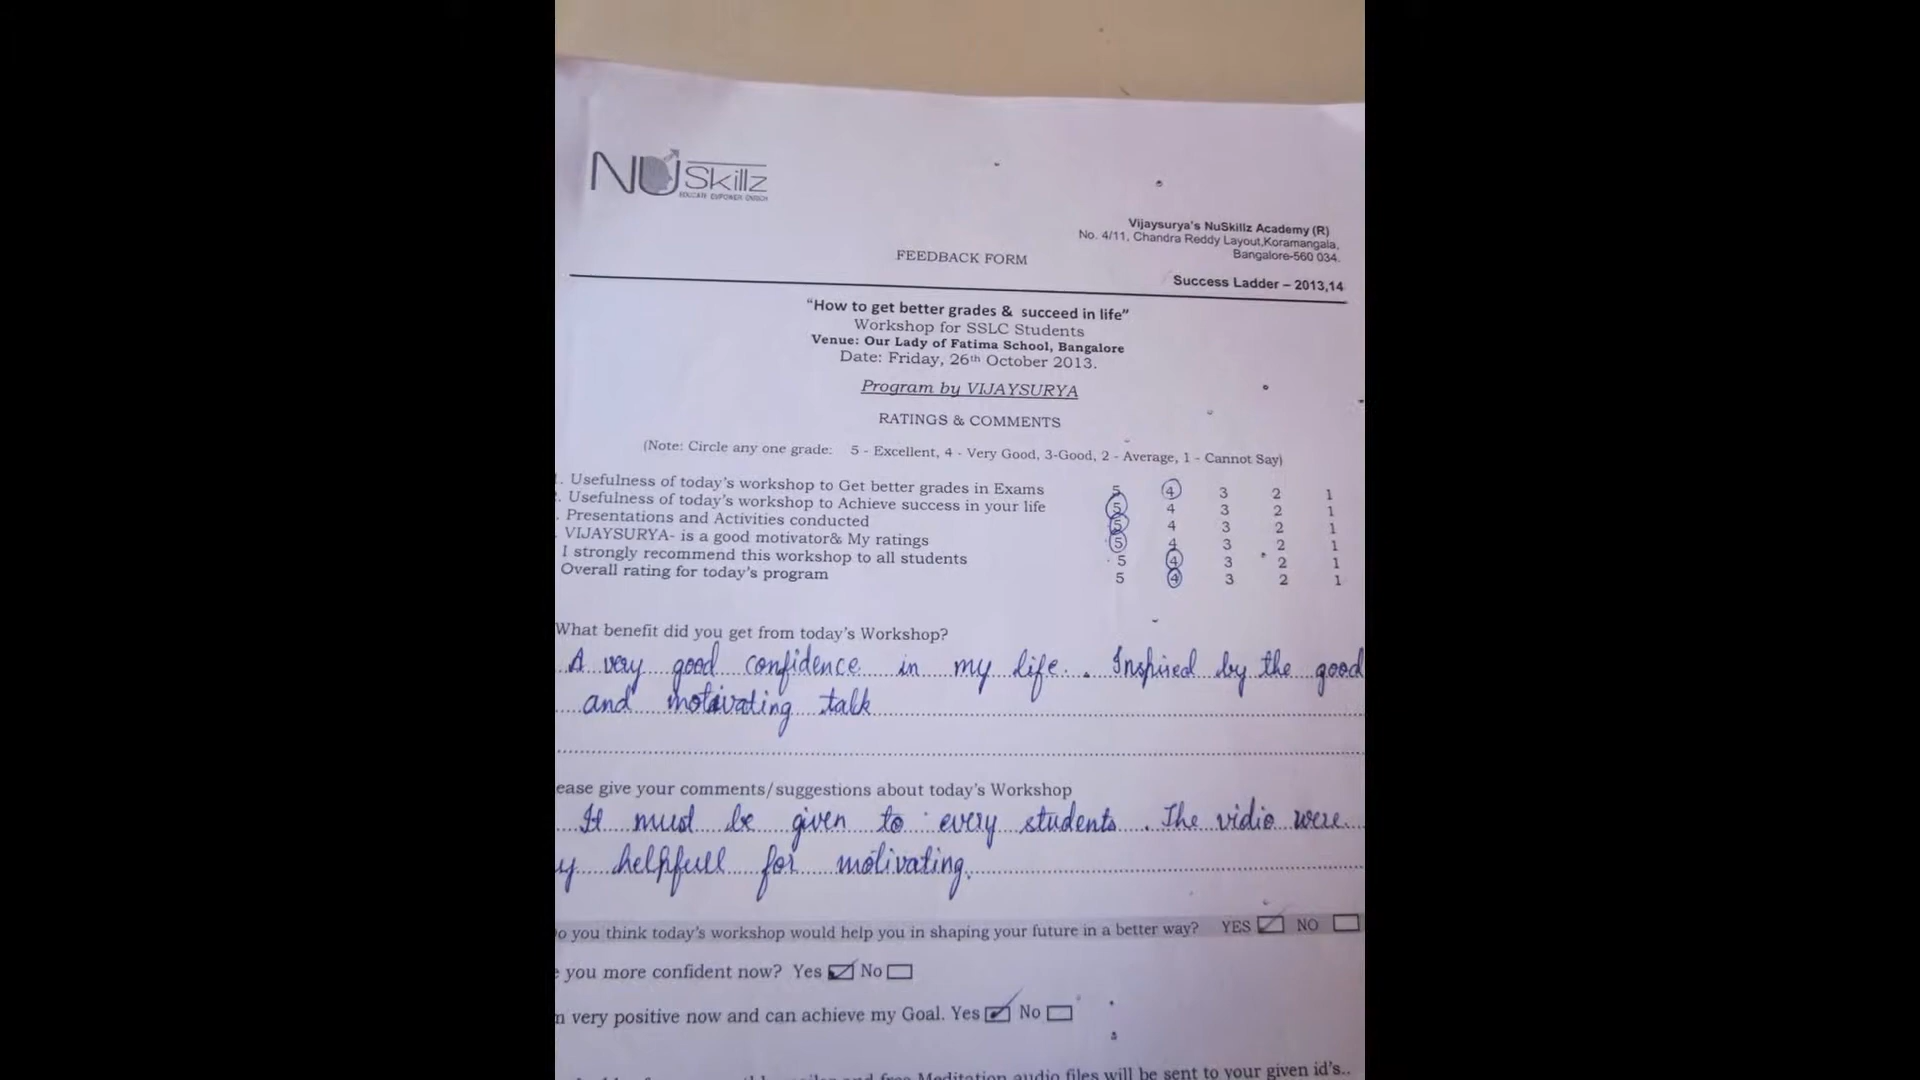 NUSkillz
EDUCATE EMPOWER ENRICH
Vijaysurya's NuSkillz Academy (R)
No. 4/11, Chandra Reddy Layout,Koramangala,
Bangalore-560 034.
FEEDBACK FORM
Success Ladder – 2013,14
"How to get better grades & succeed in life"
Workshop for SSLC Students
Venue: Our Lady of Fatima School, Bangalore
Date: Friday, 26th October 2013.
Program by VIJAYSURYA
RATINGS & COMMENTS
(Note: Circle any one grade: 5 - Excellent, 4 - Very Good, 3-Good, 2 - Average, 1 - Cannot Say)
. Usefulness of today's workshop to Get better grades in Exams 5 4 3 2 1
. Usefulness of today's workshop to Achieve success in your life 5 4 3 2 1
. Presentations and Activities conducted 5 4 3 2 1
. VIJAYSURYA- is a good motivator& My ratings 5 4 3 2 1
I strongly recommend this workshop to all students 5 4 3 2 1
Overall rating for today's program 5 4 3 2 1
What benefit did you get from today's Workshop?
A very good confidence in my life. Inspired by the good
and motivating talk
ease give your comments/suggestions about today's Workshop
It must be given to every students. The vidio were
y helpfull for motivating.
o you think today's workshop would help you in shaping your future in a better way? YES NO
e you more confident now? Yes No
n very positive now and can achieve my Goal. Yes No
and free Meditation audio files will be sent to your given id's..